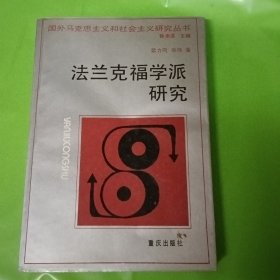 国外马克思主义和社会主义研究丛书
徐崇温 主编
欧力同 张伟 著
法兰克福学派
研究
YANJIUCONGSHU
重庆出版社